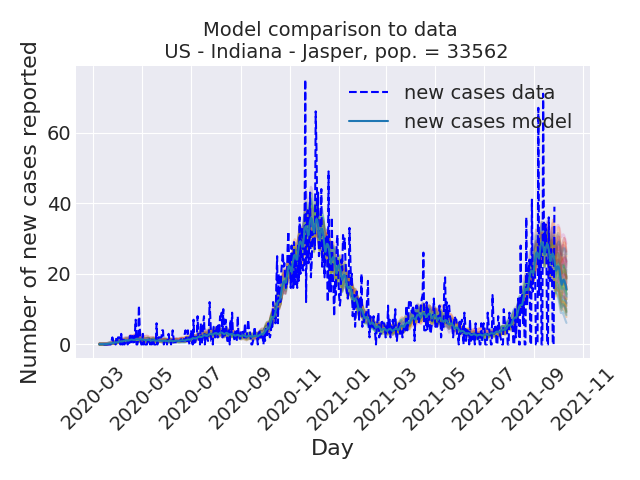 Model comparison to data
US - Indiana - Jasper, pop. = 33562
new cases data
new cases model
Number of new cases reported
60
40
20
0
2020-03
2020-05
2020-07
2020-09
2020-11
2021-01
2021-03
2021-05
2021-07
2021-09
2021-11
Day